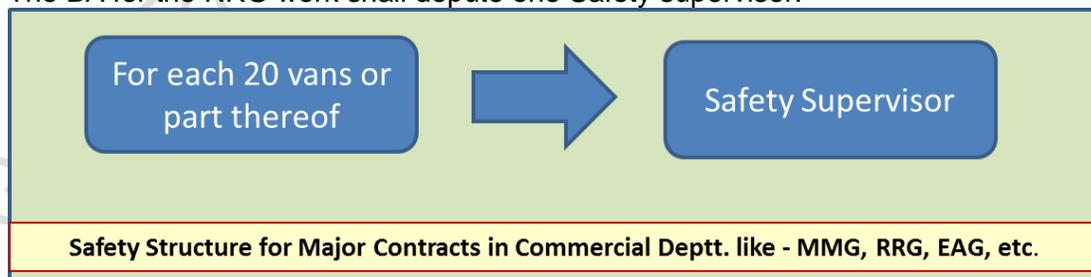 The BA for the RRG work shall depute one Safety supervisor.
For each 20 vans or
part thereof
Safety Supervisor
Safety Structure for Major Contracts in Commercial Deptt. like - MMG, RRG, EAG, etc.